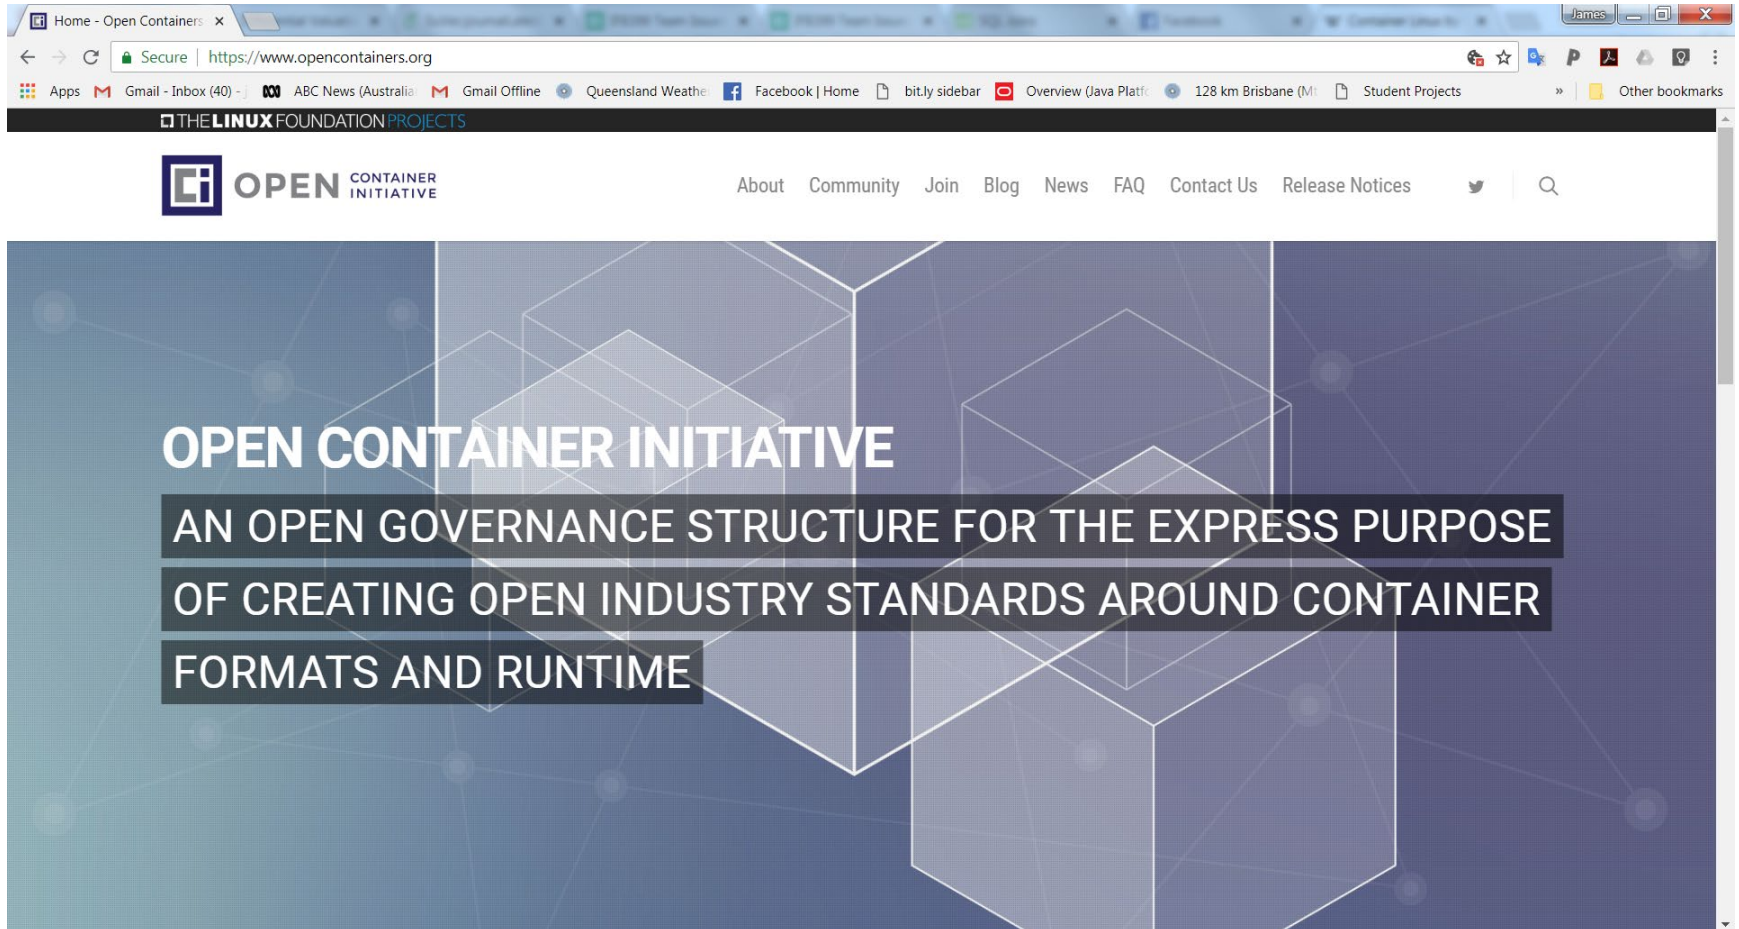 Home - Open Containers
James
Secure | https://www.opencontainers.org
Apps Gmail - Inbox (40) - ABC News (Australia Gmail Offline Queensland Weathe Facebook | Home bit.ly sidebar Overview (Java Platfo 128 km Brisbane (Mt Student Projects » Other bookmarks
THE LINUX FOUNDATION PROJECTS
OPEN CONTAINER
INITIATIVE
About Community Join Blog News FAQ Contact Us Release Notices
OPEN CONTAINER INITIATIVE
AN OPEN GOVERNANCE STRUCTURE FOR THE EXPRESS PURPOSE
OF CREATING OPEN INDUSTRY STANDARDS AROUND CONTAINER
FORMATS AND RUNTIME